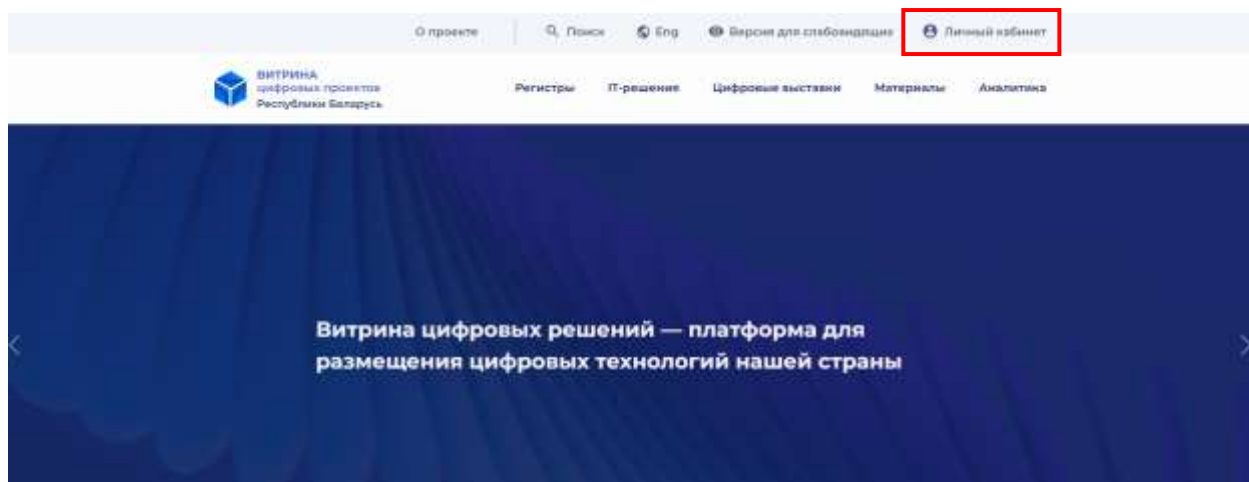 О проекте
Поиск
Eng
Версия для слабовидящих
Личный кабинет
ВИТРИНА
цифровых проектов
Республики Беларусь
Регистры
IT-решения
Цифровые выставки
Материалы
Аналитика
Витрина цифровых решений — платформа для
размещения цифровых технологий нашей страны